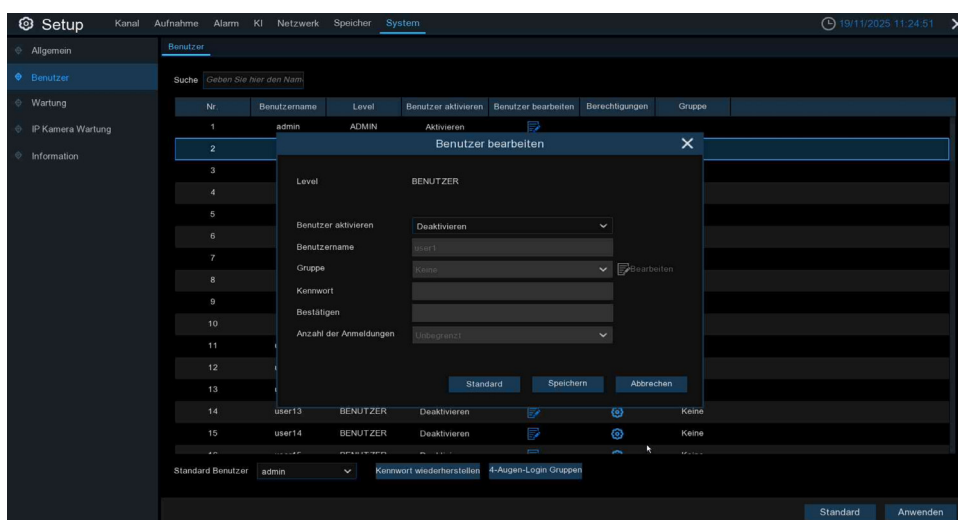 Setup Kanal Aufnahme Alarm KI Netzwerk Speicher System 19/11/2025 11:24:51
Allgemein
Benutzer
Wartung
IP Kamera Wartung
Information
Benutzer
Suche Geben Sie hier den Nam
Nr. Benutzername Level Benutzer aktivieren Benutzer bearbeiten Berechtigungen Gruppe
1 admin ADMIN Aktivieren
2
3
4
5
6
7
8
9
10
11
12
13
Benutzer bearbeiten
Level BENUTZER
Benutzer aktivieren Deaktivieren
Benutzername user1
Gruppe Keine Bearbeiten
Kennwort
Bestätigen
Anzahl der Anmeldungen Unbegranzt
Standard Speichern Abbrechen
14 user13 BENUTZER Deaktivieren Keine
15 user14 BENUTZER Deaktivieren Keine
Standard Benutzer admin Kennwort wiederherstellen 4-Augen-Login Gruppen
Standard Anwenden